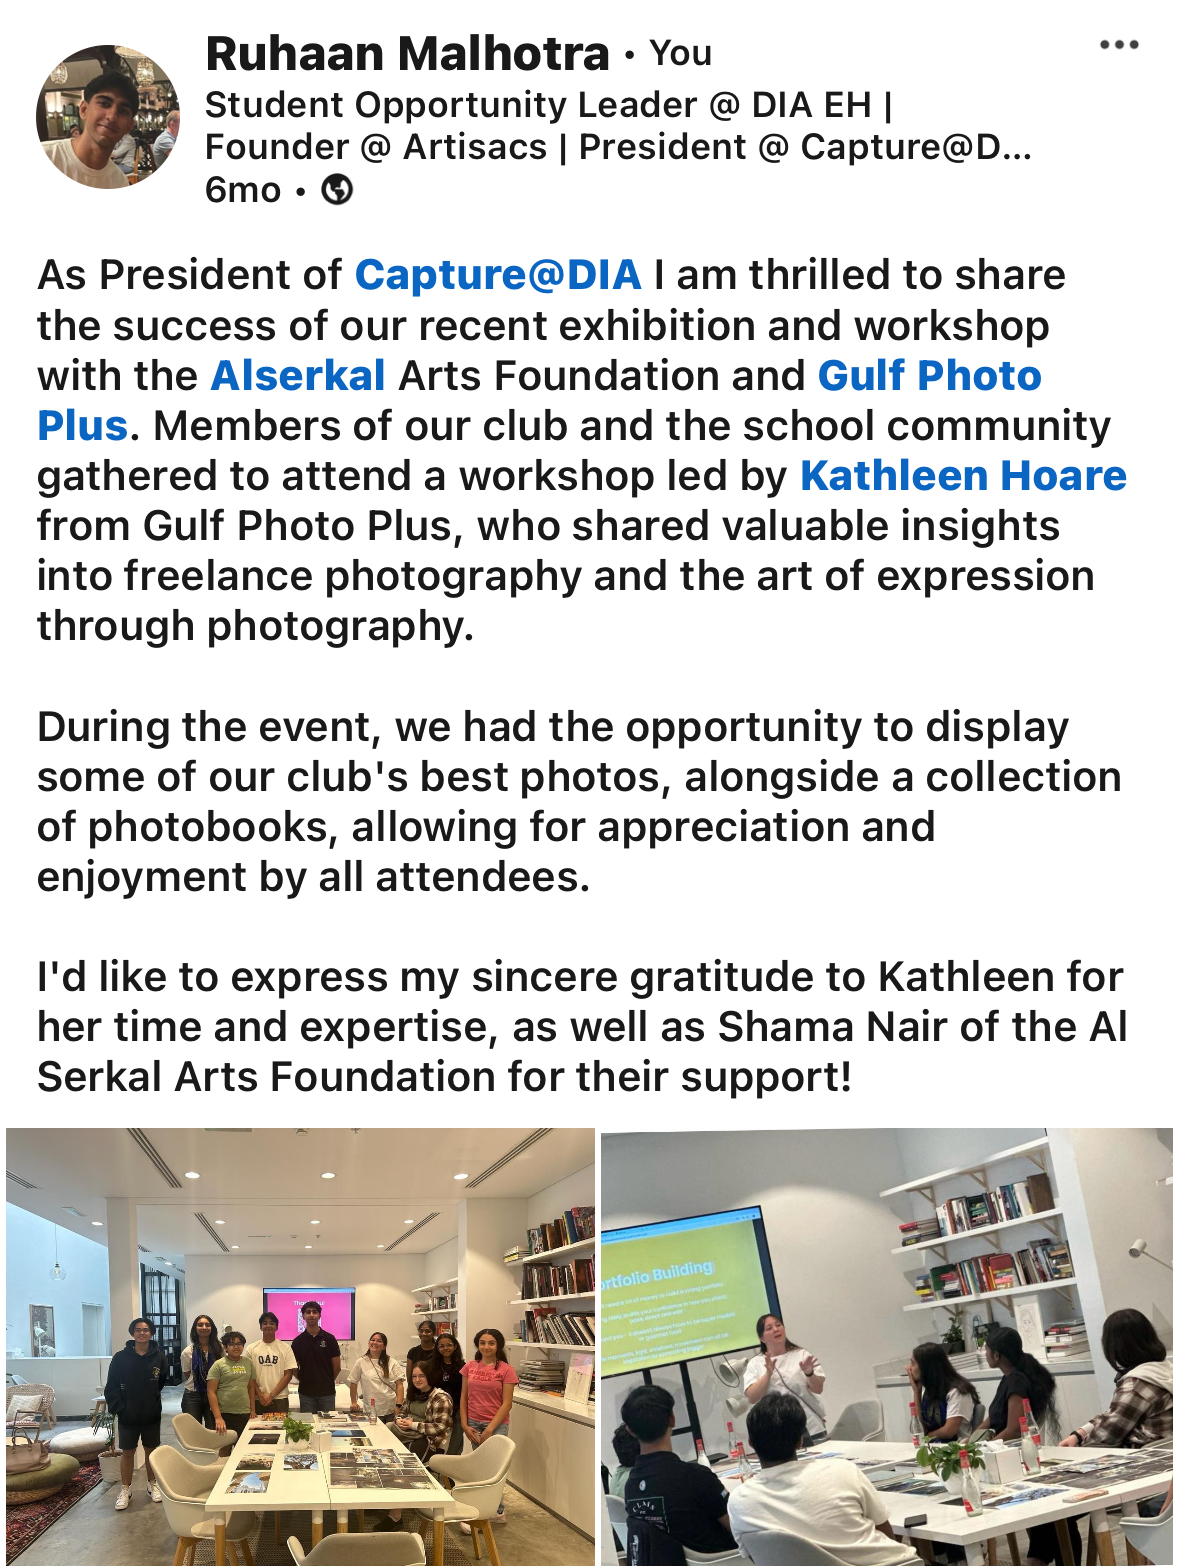 Ruhaan Malhotra • You
Student Opportunity Leader @ DIA EH |
Founder @ Artisacs | President @ Capture@D...
6mo •
As President of Capture@DIA I am thrilled to share
the success of our recent exhibition and workshop
with the Alserkal Arts Foundation and Gulf Photo
Plus. Members of our club and the school community
gathered to attend a workshop led by Kathleen Hoare
from Gulf Photo Plus, who shared valuable insights
into freelance photography and the art of expression
through photography.
During the event, we had the opportunity to display
some of our club's best photos, alongside a collection
of photobooks, allowing for appreciation and
enjoyment by all attendees.
I'd like to express my sincere gratitude to Kathleen for
her time and expertise, as well as Shama Nair of the Al
Serkal Arts Foundation for their support!
OAB
rtfolio Building